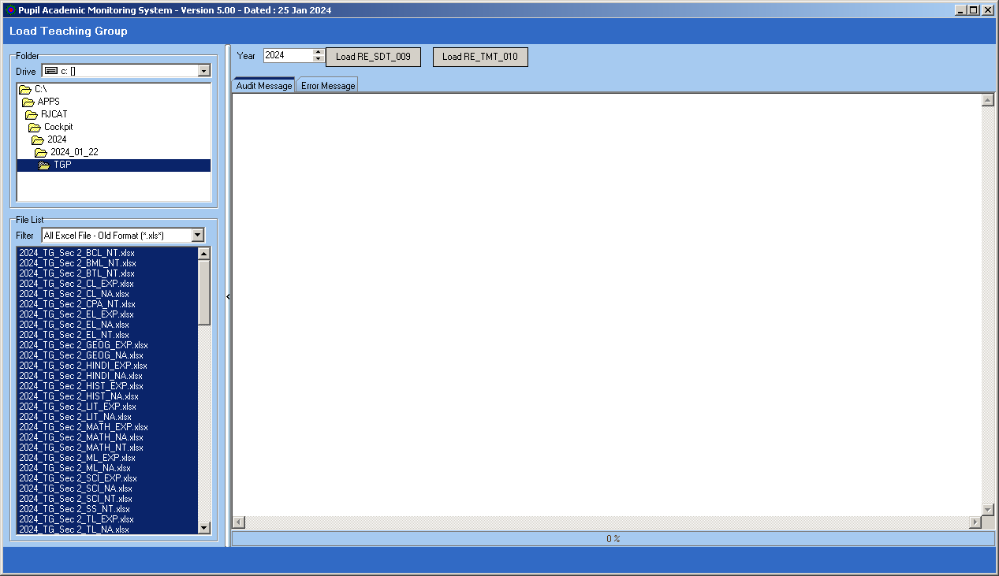 Pupil Academic Monitoring System - Version 5.00 - Dated : 25 Jan 2024
Load Teaching Group
Folder
Drive c: []
C:\
APPS
RJCAT
Cockpit
2024
2024_01_22
TGP
File List
Filter All Excel File - Old Format (*.xls*)
2024_TG_Sec 2_BCL_NT.xlsx
2024_TG_Sec 2_BML_NT.xlsx
2024_TG_Sec 2_BTL_NT.xlsx
2024_TG_Sec 2_CL_EXP.xlsx
2024_TG_Sec 2_CL_NA.xlsx
2024_TG_Sec 2_CPA_NT.xlsx
2024_TG_Sec 2_EL_EXP.xlsx
2024_TG_Sec 2_EL_NA.xlsx
2024_TG_Sec 2_EL_NT.xlsx
2024_TG_Sec 2_GEOG_EXP.xlsx
2024_TG_Sec 2_GEOG_NA.xlsx
2024_TG_Sec 2_HINDI_EXP.xlsx
2024_TG_Sec 2_HINDI_NA.xlsx
2024_TG_Sec 2_HIST_EXP.xlsx
2024_TG_Sec 2_HIST_NA.xlsx
2024_TG_Sec 2_LIT_EXP.xlsx
2024_TG_Sec 2_LIT_NA.xlsx
2024_TG_Sec 2_MATH_EXP.xlsx
2024_TG_Sec 2_MATH_NA.xlsx
2024_TG_Sec 2_MATH_NT.xlsx
2024_TG_Sec 2_ML_EXP.xlsx
2024_TG_Sec 2_ML_NA.xlsx
2024_TG_Sec 2_SCI_EXP.xlsx
2024_TG_Sec 2_SCI_NA.xlsx
2024_TG_Sec 2_SCI_NT.xlsx
2024_TG_Sec 2_SS_NT.xlsx
2024_TG_Sec 2_TL_EXP.xlsx
2024_TG_Sec 2_TL_NA.xlsx
Year 2024 Load RE_SDT_009 Load RE_TMT_010
Audit Message Error Message
0 %